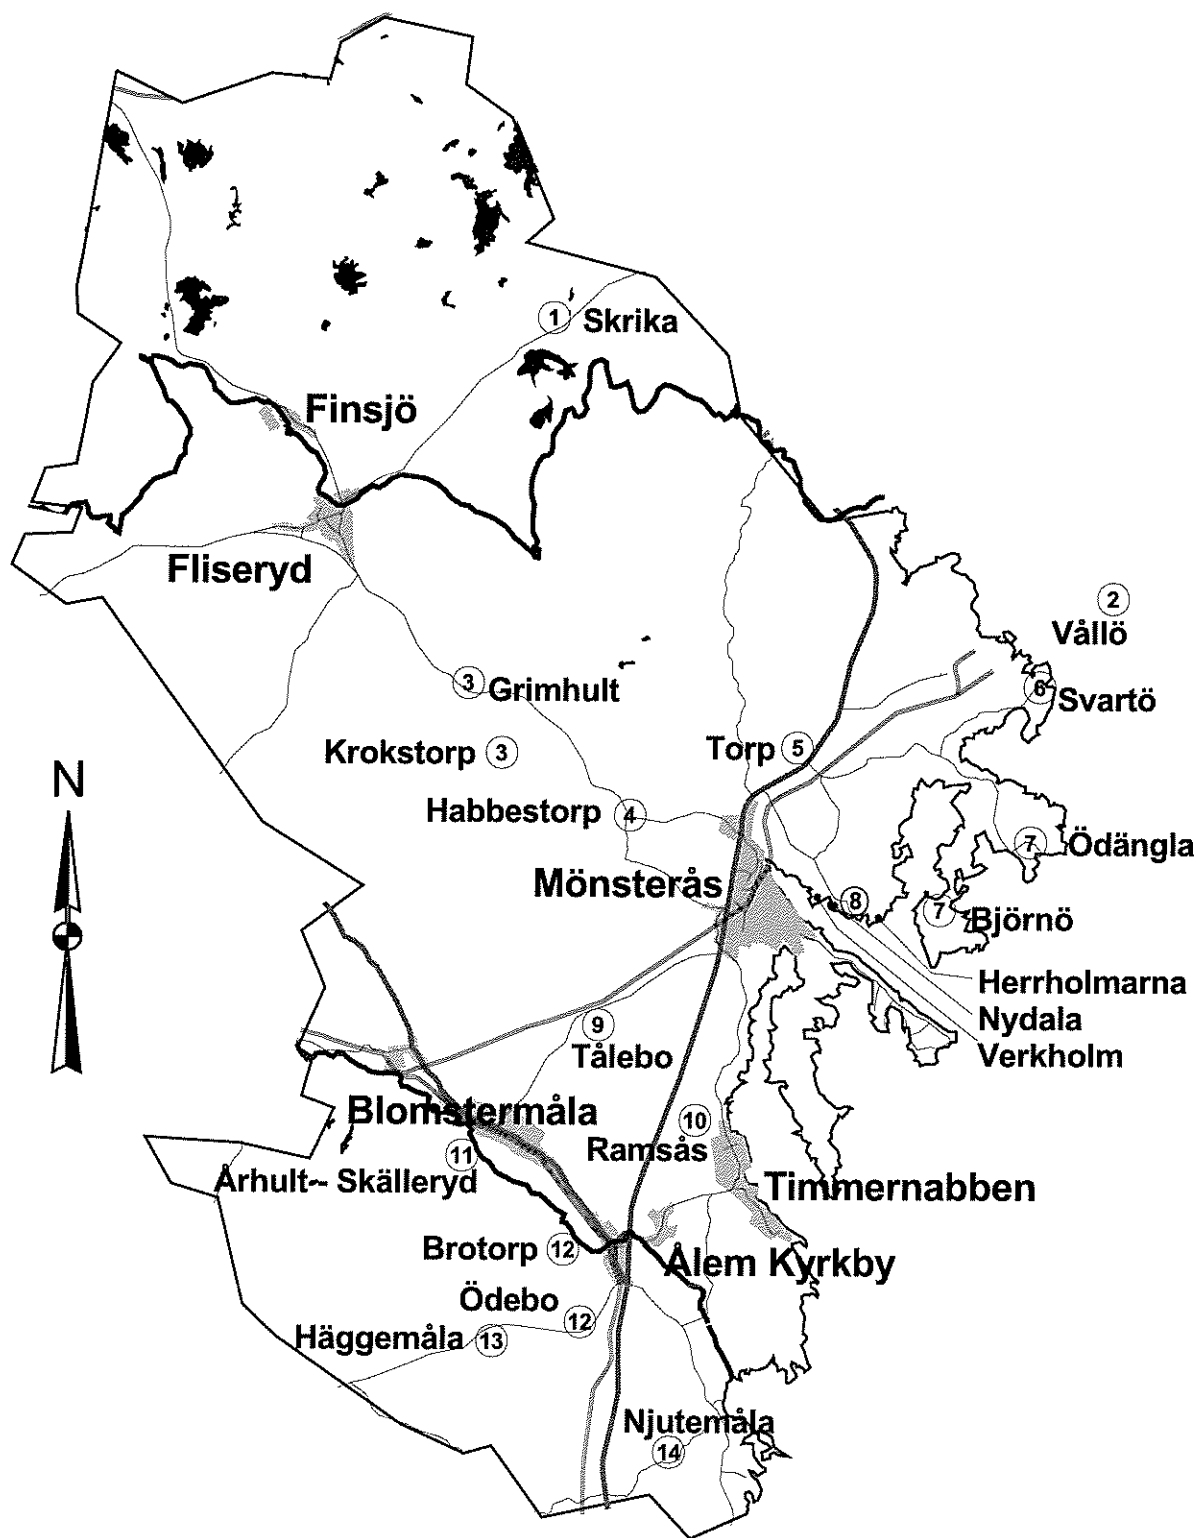 1 Skrika
Finsjö
Fliseryd
2
Vållö
3 Grimhult
6 Svartö
Krokstorp 3
Torp 5
N
Habbestorp 4
7 Ödängla
Mönsterås
8
7 Björnö
Herrholmarna
Nydala
Verkholm
9
Tålebo
Blomstermåla
10
Ramsås
11
Århult~ Skälleryd
Timmernabben
Brotorp 12
Ålem Kyrkby
Ödebo
12
Häggemåla 13
Njutemåla
14